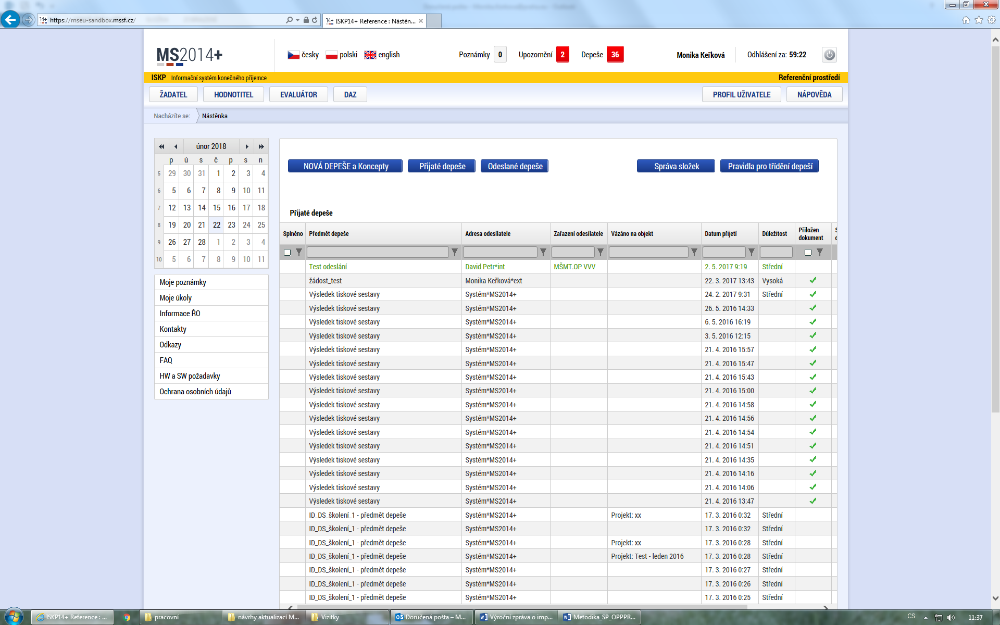 https://mseu-sandbox.mssf.cz/
14+ ISKP14+ Reference : Nástěn...
MS2014+
česky polski english
Poznámky 0 Upozornění 2 Depeše 36
Monika Keřková Odhlášení za: 59:22
ISKP Informační systém konečného příjemce Referenční prostředí
ŽADATEL HODNOTITEL EVALUÁTOR DAZ PROFIL UŽIVATELE NÁPOVĚDA
Nacházíte se: Nástěnka
únor 2018
p ú s č p s n
5 29 30 31 1 2 3 4
6 5 6 7 8 9 10 11
7 12 13 14 15 16 17 18
8 19 20 21 22 23 24 25
9 26 27 28 1 2 3 4
10 5 6 7 8 9 10 11
Moje poznámky
Moje úkoly
Informace ŘO
Kontakty
Odkazy
FAQ
HW a SW požadavky
Ochrana osobních údajů
NOVÁ DEPEŠE a Koncepty Přijaté depeše Odeslané depeše Správa složek Pravidla pro třídění depeší
Přijaté depeše
Splněno Předmět depeše Adresa odesílatele Zařazení odesílatele Vázáno na objekt Datum přijetí Důležitost Přiložen dokument
Test odeslání David Petr*int MŠMT.OP VVV 2. 5. 2017 9:19 Střední
žádost_test Monika Keřková*ext 22. 3. 2017 13:43 Vysoká
Výsledek tiskové sestavy Systém*MS2014+ 24. 2. 2017 9:31 Střední
Výsledek tiskové sestavy Systém*MS2014+ 26. 5. 2016 14:33
Výsledek tiskové sestavy Systém*MS2014+ 6. 5. 2016 16:19
Výsledek tiskové sestavy Systém*MS2014+ 3. 5. 2016 12:15
Výsledek tiskové sestavy Systém*MS2014+ 21. 4. 2016 15:57
Výsledek tiskové sestavy Systém*MS2014+ 21. 4. 2016 15:47
Výsledek tiskové sestavy Systém*MS2014+ 21. 4. 2016 15:43
Výsledek tiskové sestavy Systém*MS2014+ 21. 4. 2016 15:00
Výsledek tiskové sestavy Systém*MS2014+ 21. 4. 2016 14:58
Výsledek tiskové sestavy Systém*MS2014+ 21. 4. 2016 14:56
Výsledek tiskové sestavy Systém*MS2014+ 21. 4. 2016 14:54
Výsledek tiskové sestavy Systém*MS2014+ 21. 4. 2016 14:51
Výsledek tiskové sestavy Systém*MS2014+ 21. 4. 2016 14:35
Výsledek tiskové sestavy Systém*MS2014+ 21. 4. 2016 14:16
Výsledek tiskové sestavy Systém*MS2014+ 21. 4. 2016 14:06
Výsledek tiskové sestavy Systém*MS2014+ 21. 4. 2016 13:47
ID_DS_školení_1 - předmět depeše Systém*MS2014+ Projekt: xx 17. 3. 2016 0:32 Střední
ID_DS_školení_1 - předmět depeše Systém*MS2014+ 17. 3. 2016 0:32 Střední
ID_DS_školení_1 - předmět depeše Systém*MS2014+ Projekt: xx 17. 3. 2016 0:28 Střední
ID_DS_školení_1 - předmět depeše Systém*MS2014+ Projekt: Test - leden 2016 17. 3. 2016 0:28 Střední
ID_DS_školení_1 - předmět depeše Systém*MS2014+ 17. 3. 2016 0:27 Střední
ID_DS_školení_1 - předmět depeše Systém*MS2014+ 17. 3. 2016 0:26 Střední
ID_DS_školení_1 - předmět depeše Systém*MS2014+ 17. 3. 2016 0:25 Střední
ISKP14+ Reference : ... pracovní návrhy aktualizací M... Vizitky Doručená pošta – M... Výroční zpráva o imp... Metodika_SP_OPPPR... CS 11:37